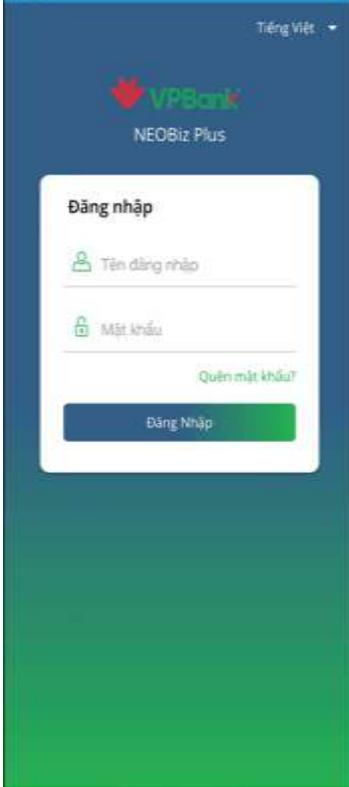 Tiếng Việt
VPBank
NEOBiz Plus
Đăng nhập
Tên đăng nhập
Mật khẩu
Quên mật khẩu?
Đăng Nhập